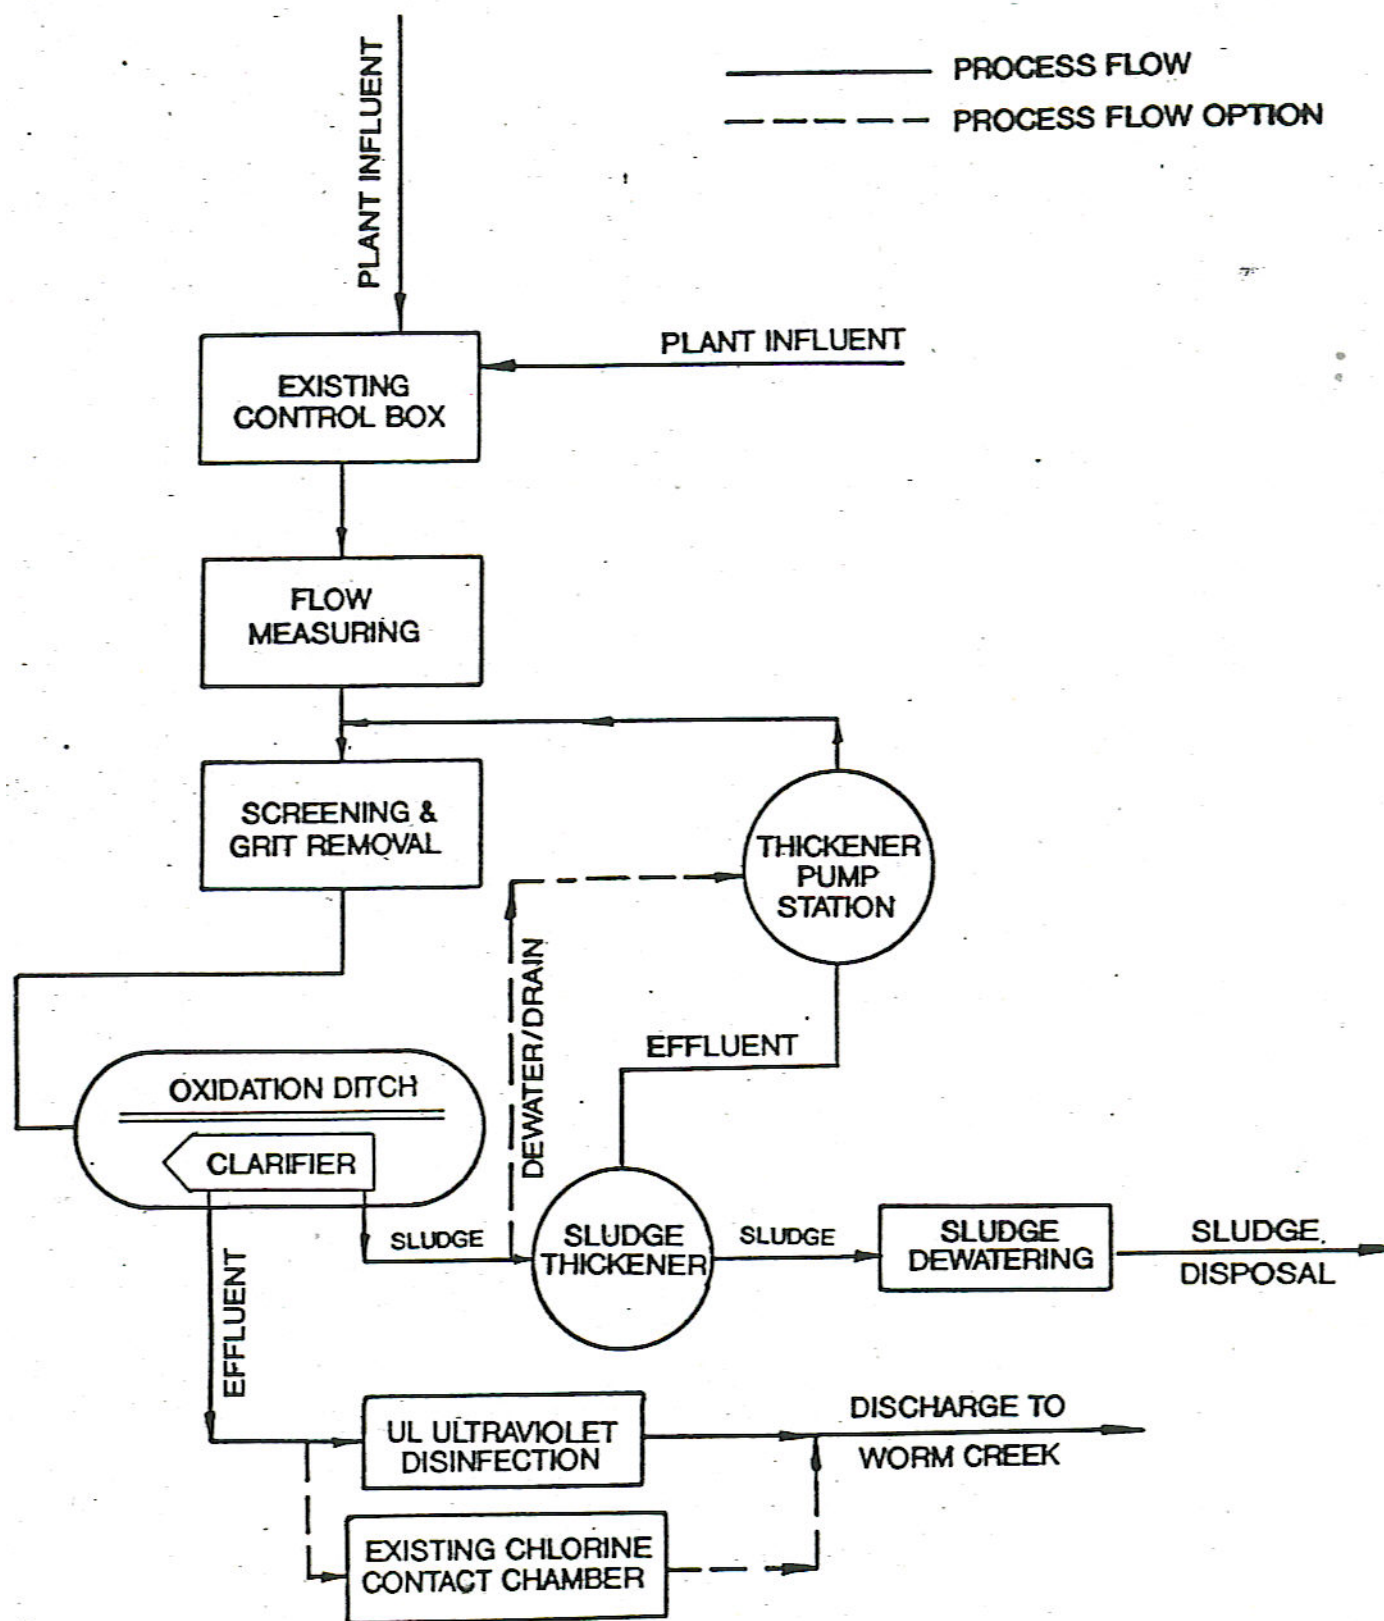 PROCESS FLOW
PROCESS FLOW OPTION
PLANT INFLUENT
PLANT INFLUENT
EXISTING
CONTROL BOX
FLOW
MEASURING
SCREENING &
GRIT REMOVAL
THICKENER
PUMP
STATION
DEWATER/DRAIN
EFFLUENT
OXIDATION DITCH
CLARIFIER
SLUDGE
SLUDGE
THICKENER
SLUDGE
SLUDGE
DEWATERING
SLUDGE
DISPOSAL
EFFLUENT
UL ULTRAVIOLET
DISINFECTION
DISCHARGE TO
WORM CREEK
EXISTING CHLORINE
CONTACT CHAMBER